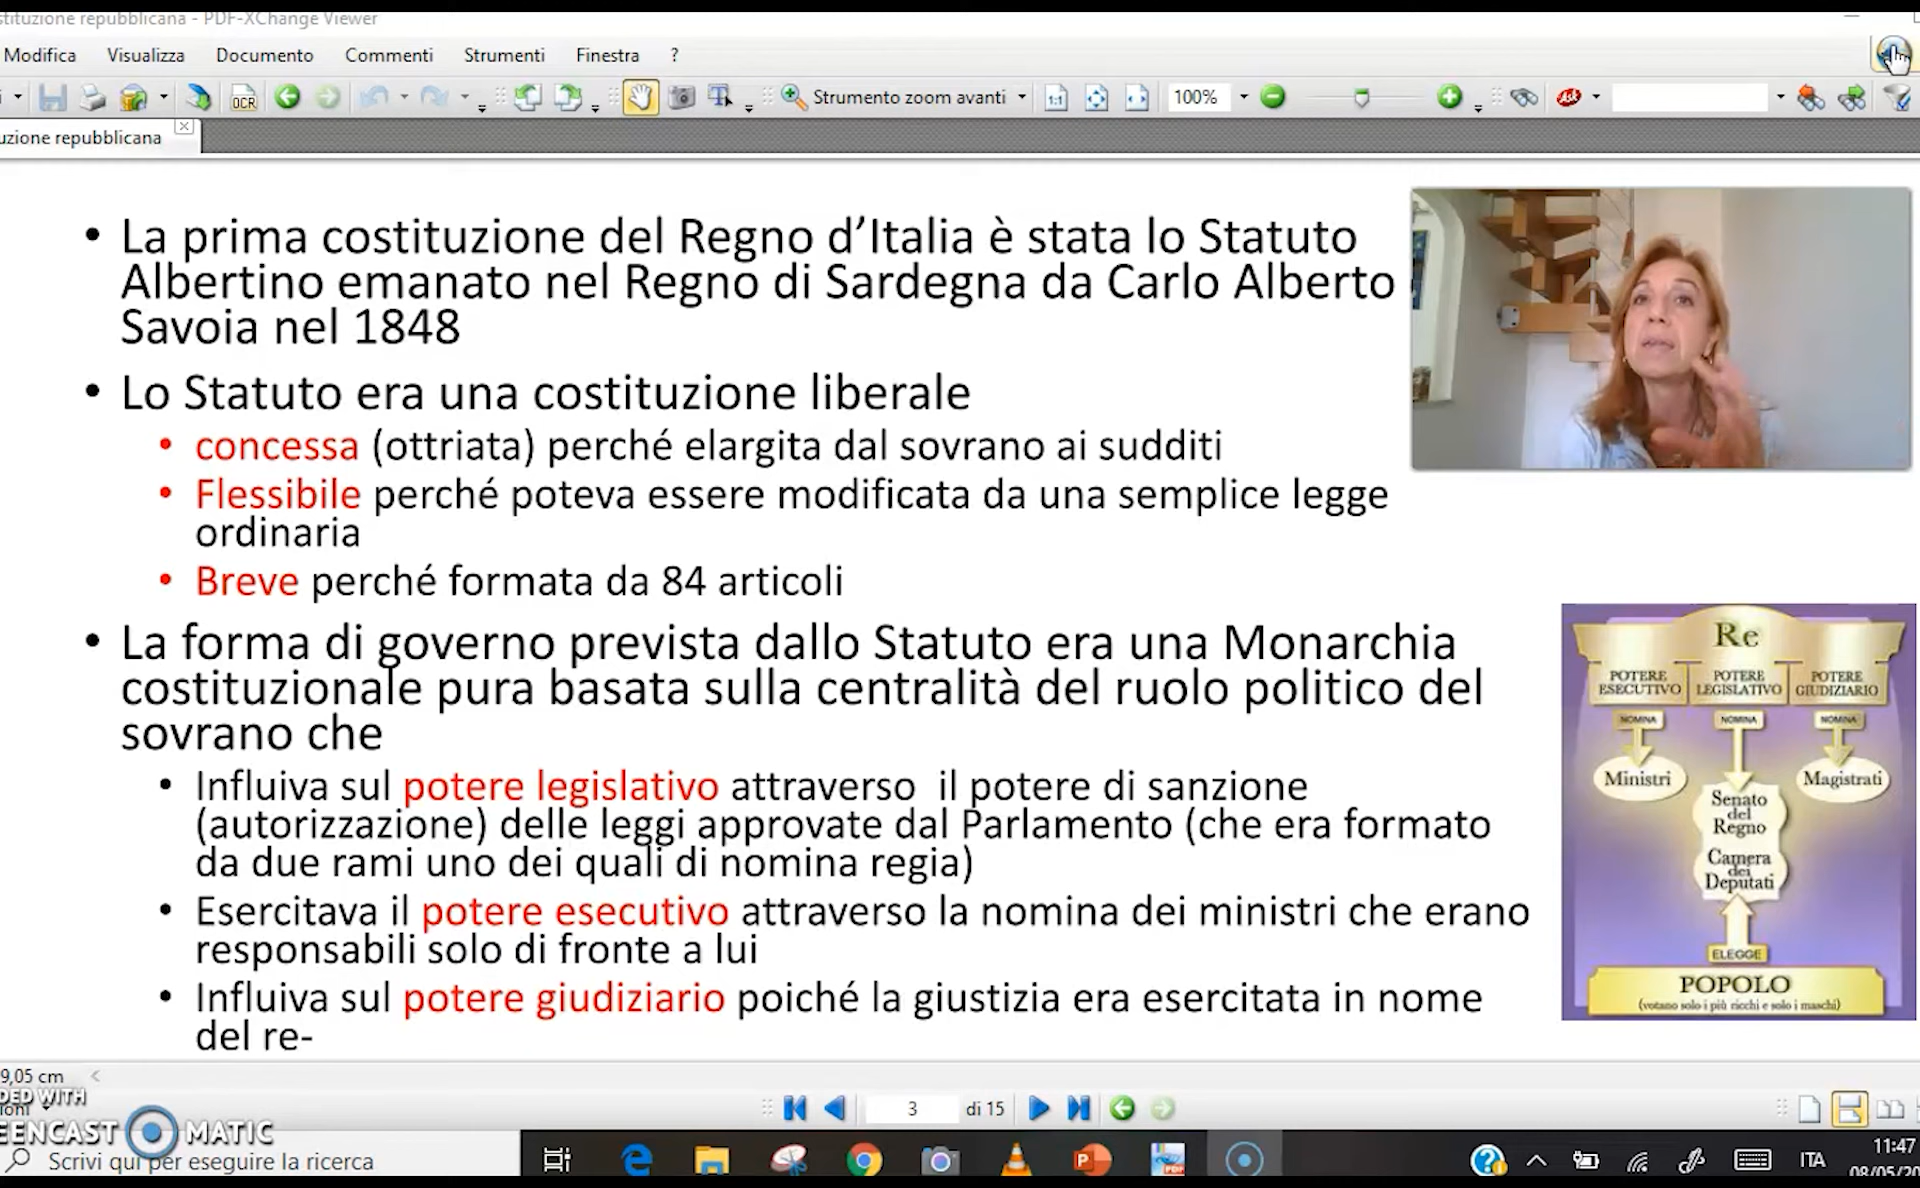 stituzione repubblicana - PDF-XChange Viewer
Modifica Visualizza Documento Commenti Strumenti Finestra ?
OCR Strumento zoom avanti 1:1 100%
uzione repubblicana
• La prima costituzione del Regno d'Italia è stata lo Statuto
Albertino emanato nel Regno di Sardegna da Carlo Alberto
Savoia nel 1848
• Lo Statuto era una costituzione liberale
• concessa (ottriata) perché elargita dal sovrano ai sudditi
• Flessibile perché poteva essere modificata da una semplice legge
ordinaria
• Breve perché formata da 84 articoli
• La forma di governo prevista dallo Statuto era una Monarchia
costituzionale pura basata sulla centralità del ruolo politico del
sovrano che
• Influiva sul potere legislativo attraverso il potere di sanzione
(autorizzazione) delle leggi approvate dal Parlamento (che era formato
da due rami uno dei quali di nomina regia)
• Esercitava il potere esecutivo attraverso la nomina dei ministri che erano
responsabili solo di fronte a lui
• Influiva sul potere giudiziario poiché la giustizia era esercitata in nome
del re-
Re
POTERE ESECUTIVO POTERE LEGISLATIVO POTERE GIUDIZIARIO
NOMINA NOMINA NOMINA
Ministri Magistrati
Senato
del
Regno
Camera
dei
Deputati
ELEGGE
POPOLO
(votano solo i più ricchi e solo i maschi)
9,05 cm
3 di 15
DED WITH
EENCAST MATIC
Scrivi qui per eseguire la ricerca
ITA
11:47
08/05/20